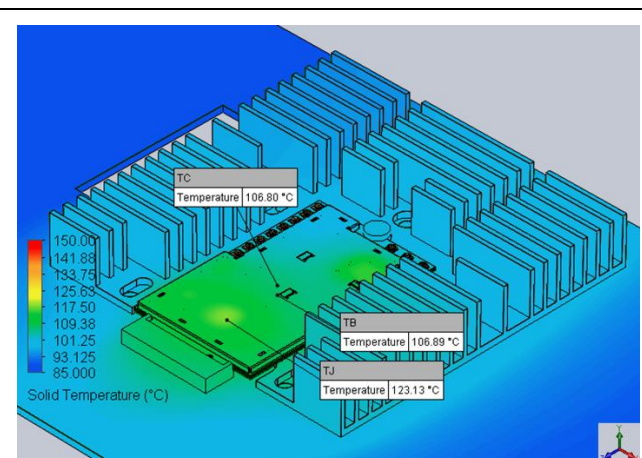 TC
Temperature 106.80 °C
150.00
141.88
133.75
125.63
117.50
109.38
101.25
93.125
85.000
Solid Temperature (°C)
TB
Temperature 106.89 °C
TJ
Temperature 123.13 °C
Y